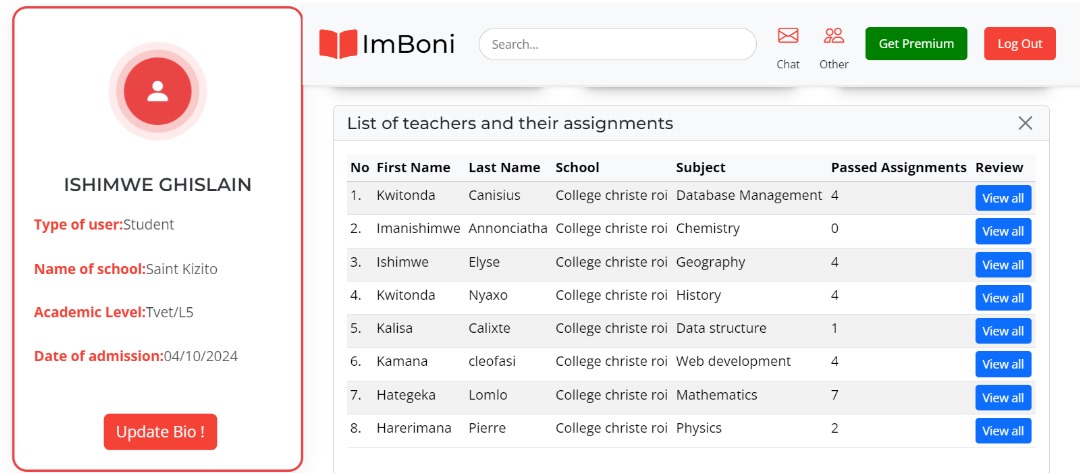 ISHIMWE GHISLAIN
Type of user:Student
Name of school:Saint Kizito
Academic Level:Tvet/L5
Date of admission:04/10/2024
Update Bio !
ImBoni
Search...
Chat
Other
Get Premium
Log Out
List of teachers and their assignments
No First Name Last Name School Subject Passed Assignments Review
1. Kwitonda Canisius College christe roi Database Management 4 View all
2. Imanishimwe Annonciatha College christe roi Chemistry 0 View all
3. Ishimwe Elyse College christe roi Geography 4 View all
4. Kwitonda Nyaxo College christe roi History 4 View all
5. Kalisa Calixte College christe roi Data structure 1 View all
6. Kamana cleofasi College christe roi Web development 4 View all
7. Hategeka Lomlo College christe roi Mathematics 7 View all
8. Harerimana Pierre College christe roi Physics 2 View all